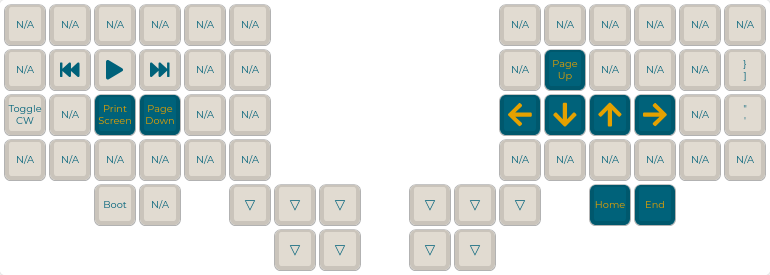 N/A N/A N/A N/A N/A N/A N/A N/A N/A N/A N/A N/A
N/A N/A N/A N/A Page Up N/A N/A N/A } ]
Toggle CW N/A Print Screen Page Down N/A N/A N/A " '
N/A N/A N/A N/A N/A N/A N/A N/A N/A N/A N/A N/A
Boot N/A ▽ ▽ ▽ ▽ ▽ ▽ Home End
▽ ▽ ▽ ▽